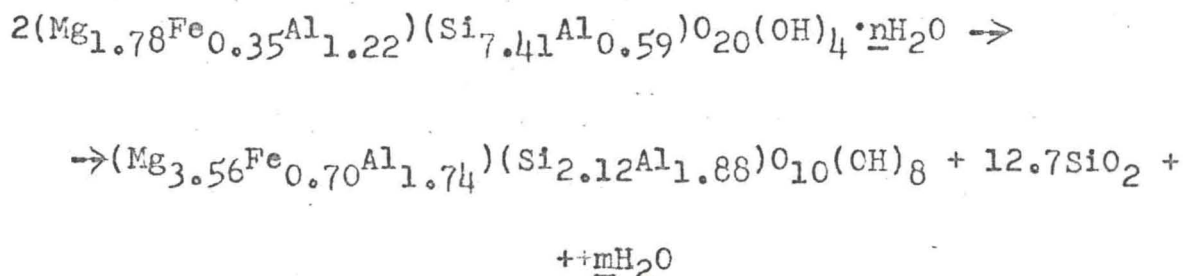 2(Mg1.78Fe0.35Al1.22)(Si7.41Al0.59)O20(OH)4·nH2O →
→(Mg3.56Fe0.70Al1.74)(Si2.12Al1.88)O10(OH)8 + 12.7SiO2 +
++mH2O